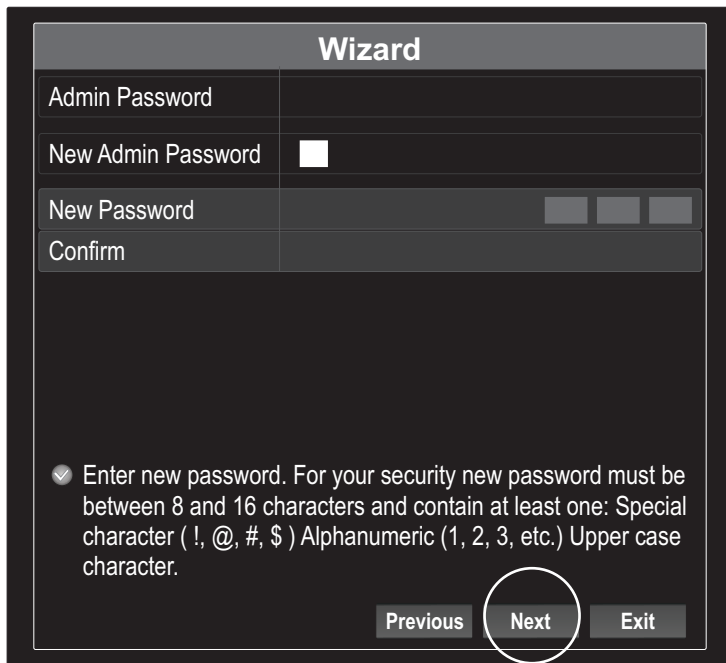 Wizard
Admin Password
New Admin Password
New Password
Confirm
Enter new password. For your security new password must be
between 8 and 16 characters and contain at least one: Special
character ( !, @, #, $ ) Alphanumeric (1, 2, 3, etc.) Upper case
character.
Previous Next Exit